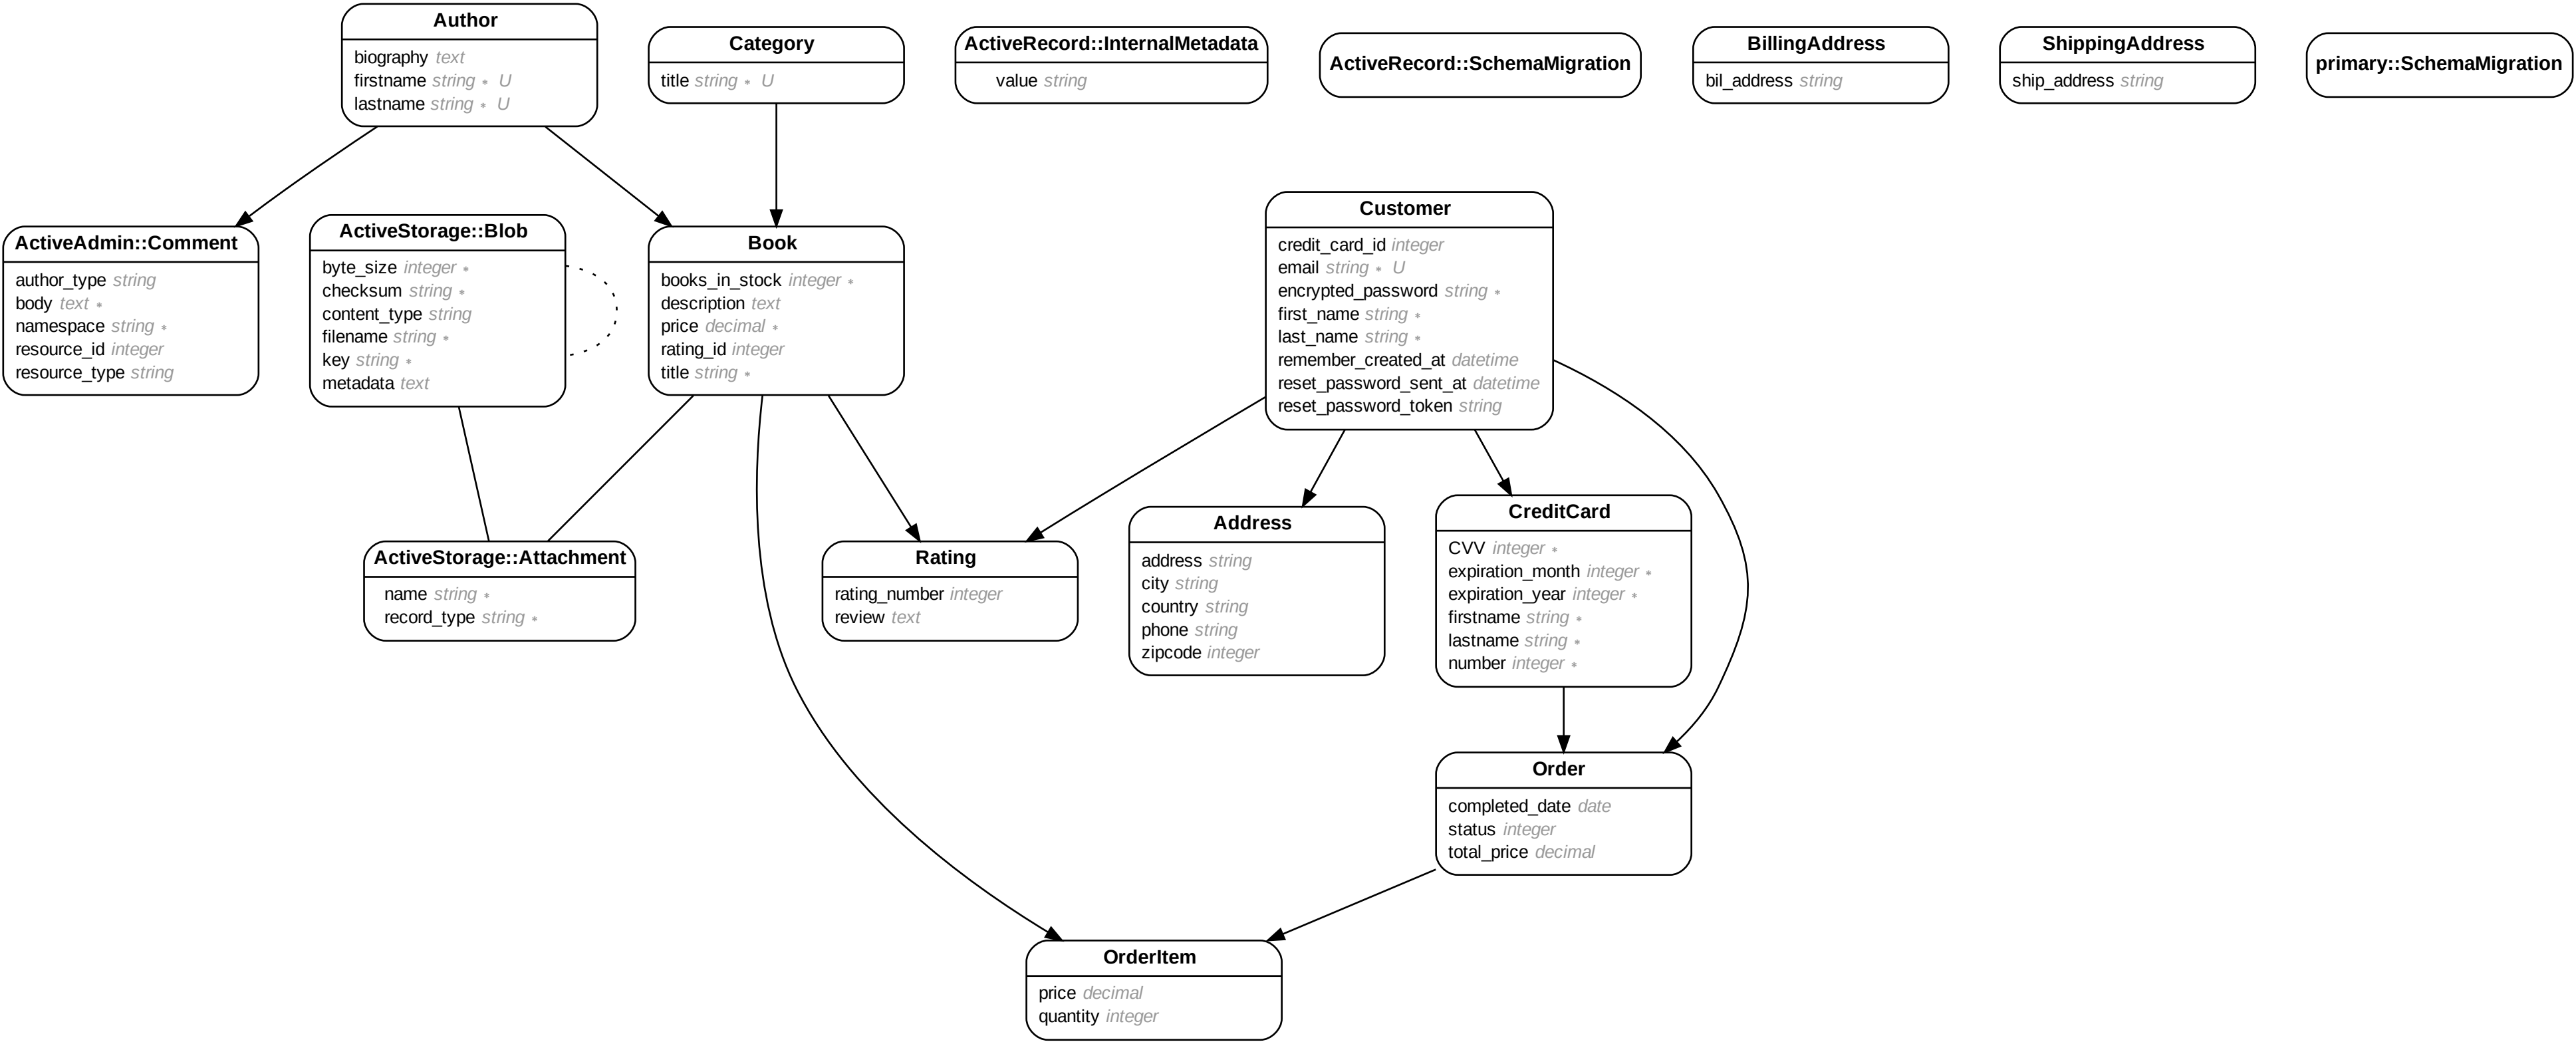 Author
biography text
firstname string * U
lastname string * U
Category
title string * U
ActiveRecord::InternalMetadata
value string
ActiveRecord::SchemaMigration
BillingAddress
bil_address string
ShippingAddress
ship_address string
primary::SchemaMigration
ActiveAdmin::Comment
author_type string
body text *
namespace string *
resource_id integer
resource_type string
ActiveStorage::Blob
byte_size integer *
checksum string *
content_type string
filename string *
key string *
metadata text
Book
books_in_stock integer *
description text
price decimal *
rating_id integer
title string *
Customer
credit_card_id integer
email string * U
encrypted_password string *
first_name string *
last_name string *
remember_created_at datetime
reset_password_sent_at datetime
reset_password_token string
ActiveStorage::Attachment
name string *
record_type string *
Rating
rating_number integer
review text
Address
address string
city string
country string
phone string
zipcode integer
CreditCard
CVV integer *
expiration_month integer *
expiration_year integer *
firstname string *
lastname string *
number integer *
Order
completed_date date
status integer
total_price decimal
OrderItem
price decimal
quantity integer